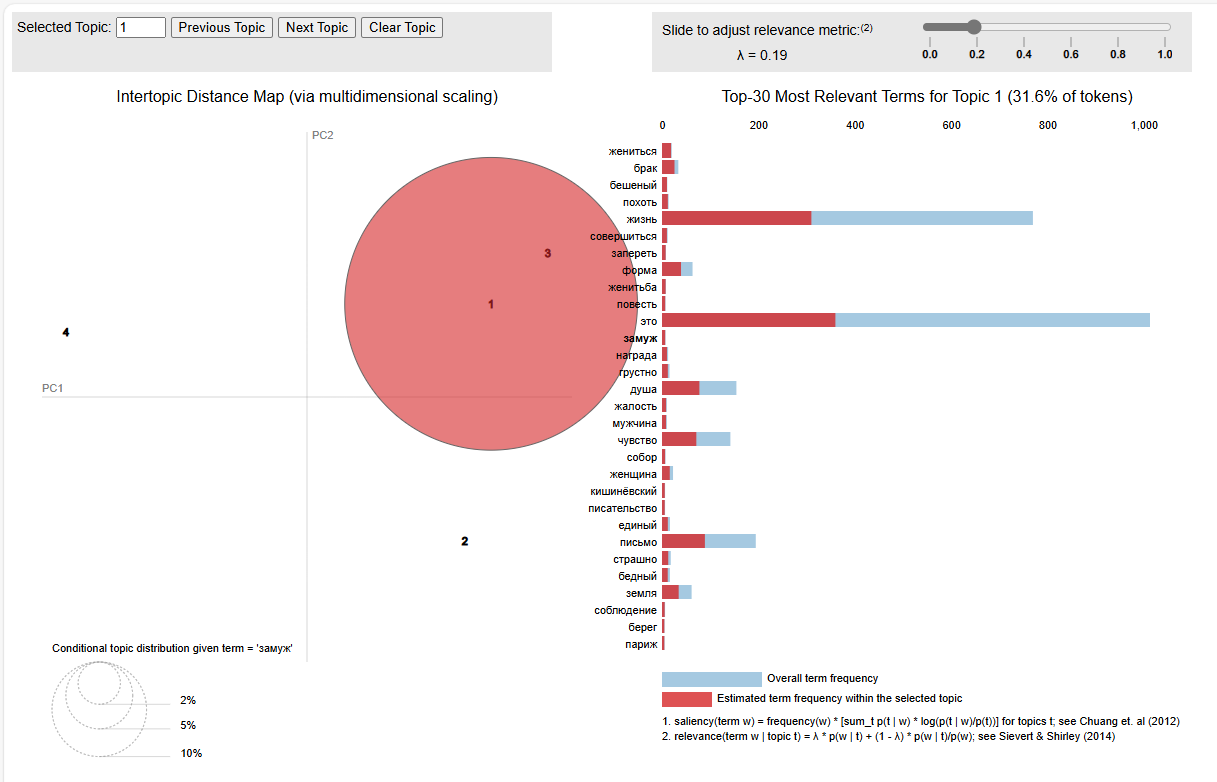 Selected Topic: 1 Previous Topic Next Topic Clear Topic
Slide to adjust relevance metric:(2)
λ = 0.19
0.0 0.2 0.4 0.6 0.8 1.0
Intertopic Distance Map (via multidimensional scaling)
PC2
PC1
3
1
4
2
Conditional topic distribution given term = 'замуж'
2%
5%
10%
Top-30 Most Relevant Terms for Topic 1 (31.6% of tokens)
0 200 400 600 800 1,000
жениться
брак
бешеный
похоть
жизнь
совершиться
запереть
форма
женитьба
повесть
это
замуж
награда
грустно
душа
жалость
мужчина
чувство
собор
женщина
кишинёвский
писательство
единый
письмо
страшно
бедный
земля
соблюдение
берег
париж
Overall term frequency
Estimated term frequency within the selected topic
1. saliency(term w) = frequency(w) * [sum_t p(t | w) * log(p(t | w)/p(t))] for topics t; see Chuang et. al (2012)
2. relevance(term w | topic t) = λ * p(w | t) + (1 - λ) * p(w | t)/p(w); see Sievert & Shirley (2014)